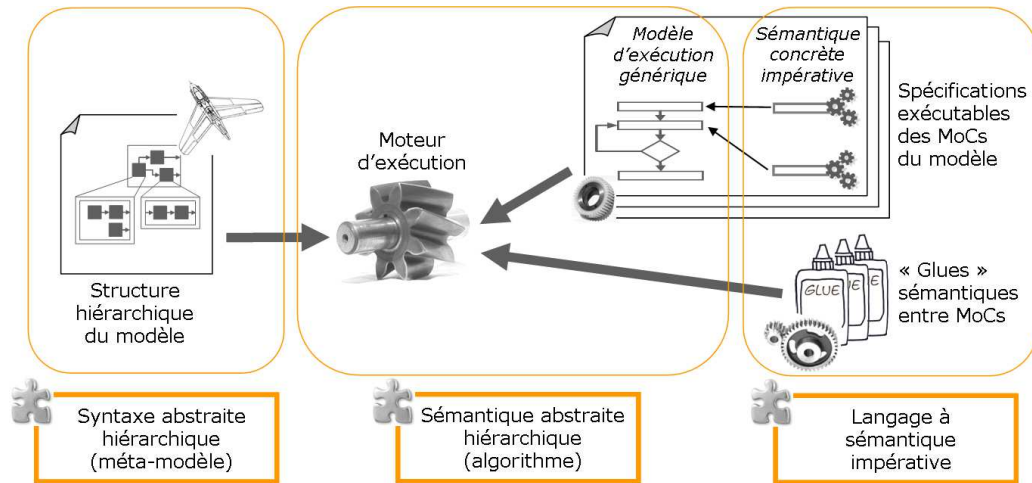 Modèle
d'exécution
générique
Sémantique
concrète
impérative
Spécifications
exécutables
des MoCs
du modèle
Moteur
d'exécution
Structure
hiérarchique
du modèle
GLUE
UE
E
« Glues »
sémantiques
entre MoCs
Syntaxe abstraite
hiérarchique
(méta-modèle)
Sémantique abstraite
hiérarchique
(algorithme)
Langage à
sémantique
impérative